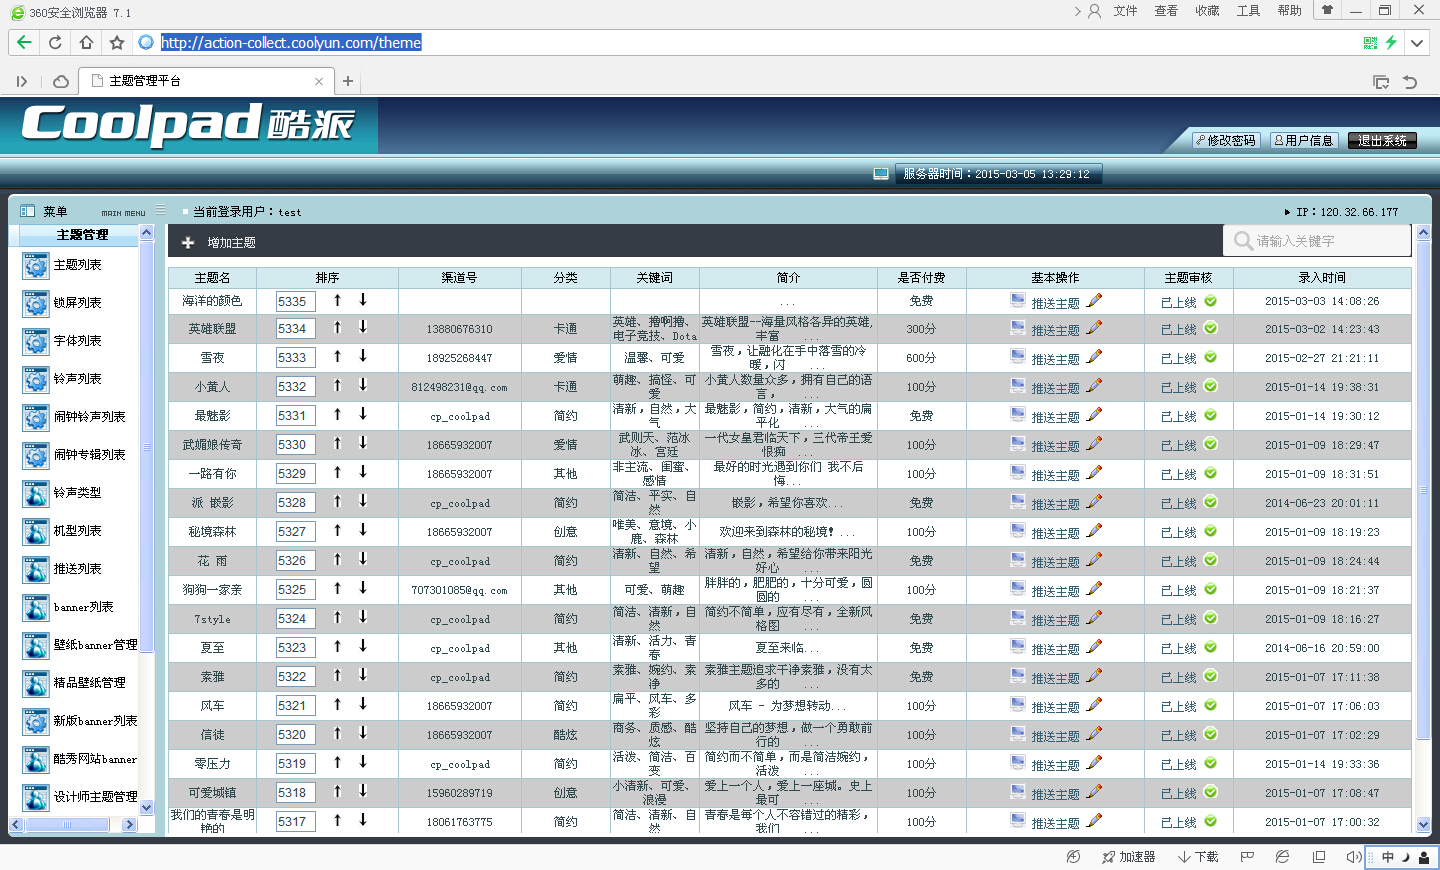 360安全浏览器 7.1
文件 查看 收藏 工具 帮助
http://action-collect.coolyun.com/theme
主题管理平台
Coolpad 酷派
修改密码 用户信息 退出系统
服务器时间：2015-03-05 13:29:12
菜单 MAIN MENU 当前登录用户：test IP：120.32.66.177
主题管理
主题列表
锁屏列表
字体列表
铃声列表
闹钟铃声列表
闹钟专辑列表
铃声类型
机型列表
推送列表
banner列表
壁纸banner管理
精品壁纸管理
新版banner列表
酷秀网站banner
设计师主题管理
增加主题 请输入关键字
主题名 排序 渠道号 分类 关键词 简介 是否付费 基本操作 主题审核 录入时间
海洋的颜色 5335 ↑ ↓ ... 免费 推送主题 已上线 2015-03-03 14:08:26
英雄联盟 5334 ↑ ↓ 13880676310 卡通 英雄、撸啊撸、电子竞技、Dota 英雄联盟--海量风格各异的英雄,丰富 ... 300分 推送主题 已上线 2015-03-02 14:23:43
雪夜 5333 ↑ ↓ 18925268447 爱情 温馨、可爱 雪夜，让融化在手中落雪的冷暖，闪 ... 600分 推送主题 已上线 2015-02-27 21:21:11
小黄人 5332 ↑ ↓ 812498231@qq.com 卡通 萌趣、搞怪、可爱 小黄人数量众多，拥有自己的语言， ... 100分 推送主题 已上线 2015-01-14 19:38:31
最魅影 5331 ↑ ↓ cp_coolpad 简约 清新，自然，大气 最魅影，简约，清新，大气的扁平化 ... 免费 推送主题 已上线 2015-01-14 19:30:12
武媚娘传奇 5330 ↑ ↓ 18665932007 爱情 武则天、范冰冰、宫廷 一代女皇君临天下，三代帝王爱恨痴 ... 100分 推送主题 已上线 2015-01-09 18:29:47
一路有你 5329 ↑ ↓ 18665932007 其他 非主流、闺蜜、感情 最好的时光遇到你们 我不后悔... 100分 推送主题 已上线 2015-01-09 18:31:51
派 嵌影 5328 ↑ ↓ cp_coolpad 简约 简洁、平实、自然 嵌影，希望你喜欢... 免费 推送主题 已上线 2014-06-23 20:01:11
秘境森林 5327 ↑ ↓ 18665932007 创意 唯美、意境、小鹿、森林 欢迎来到森林的秘境！... 100分 推送主题 已上线 2015-01-09 18:19:23
花 雨 5326 ↑ ↓ cp_coolpad 简约 清新、自然、希望 清新，自然，希望给你带来阳光好心 ... 免费 推送主题 已上线 2015-01-09 18:24:44
狗狗一家亲 5325 ↑ ↓ 707301085@qq.com 其他 可爱、萌趣 胖胖的，肥肥的，十分可爱，圆圆的 ... 100分 推送主题 已上线 2015-01-09 18:21:37
7style 5324 ↑ ↓ cp_coolpad 简约 简洁、清新，自然 简约不简单，应有尽有，全新风格图 ... 免费 推送主题 已上线 2015-01-09 18:16:27
夏至 5323 ↑ ↓ cp_coolpad 其他 清新、活力、青春 夏至来临... 免费 推送主题 已上线 2014-06-16 20:59:00
素雅 5322 ↑ ↓ cp_coolpad 简约 素雅、婉约、素净 素雅主题追求干净素雅，没有太多的 ... 免费 推送主题 已上线 2015-01-07 17:11:38
风车 5321 ↑ ↓ 18665932007 简约 扁平、风车、多彩 风车 - 为梦想转动... 100分 推送主题 已上线 2015-01-07 17:06:03
信徒 5320 ↑ ↓ 18665932007 酷炫 商务、质感、酷炫 坚持自己的梦想，做一个勇敢前行的 ... 100分 推送主题 已上线 2015-01-07 17:02:29
零压力 5319 ↑ ↓ cp_coolpad 简约 活泼、简洁、百变 简约而不简单，而是简洁婉约，活泼 ... 100分 推送主题 已上线 2015-01-14 19:33:36
可爱城镇 5318 ↑ ↓ 15960289719 创意 小清新、可爱、浪漫 爱上一个人，爱上一座城。史上最可 ... 100分 推送主题 已上线 2015-01-07 17:08:47
我们的青春是明艳的 5317 ↑ ↓ 18061763775 简约 简洁、清新、自然 青春是每个人不容错过的精彩，我们 ... 100分 推送主题 已上线 2015-01-07 17:00:32
加速器 下载 中